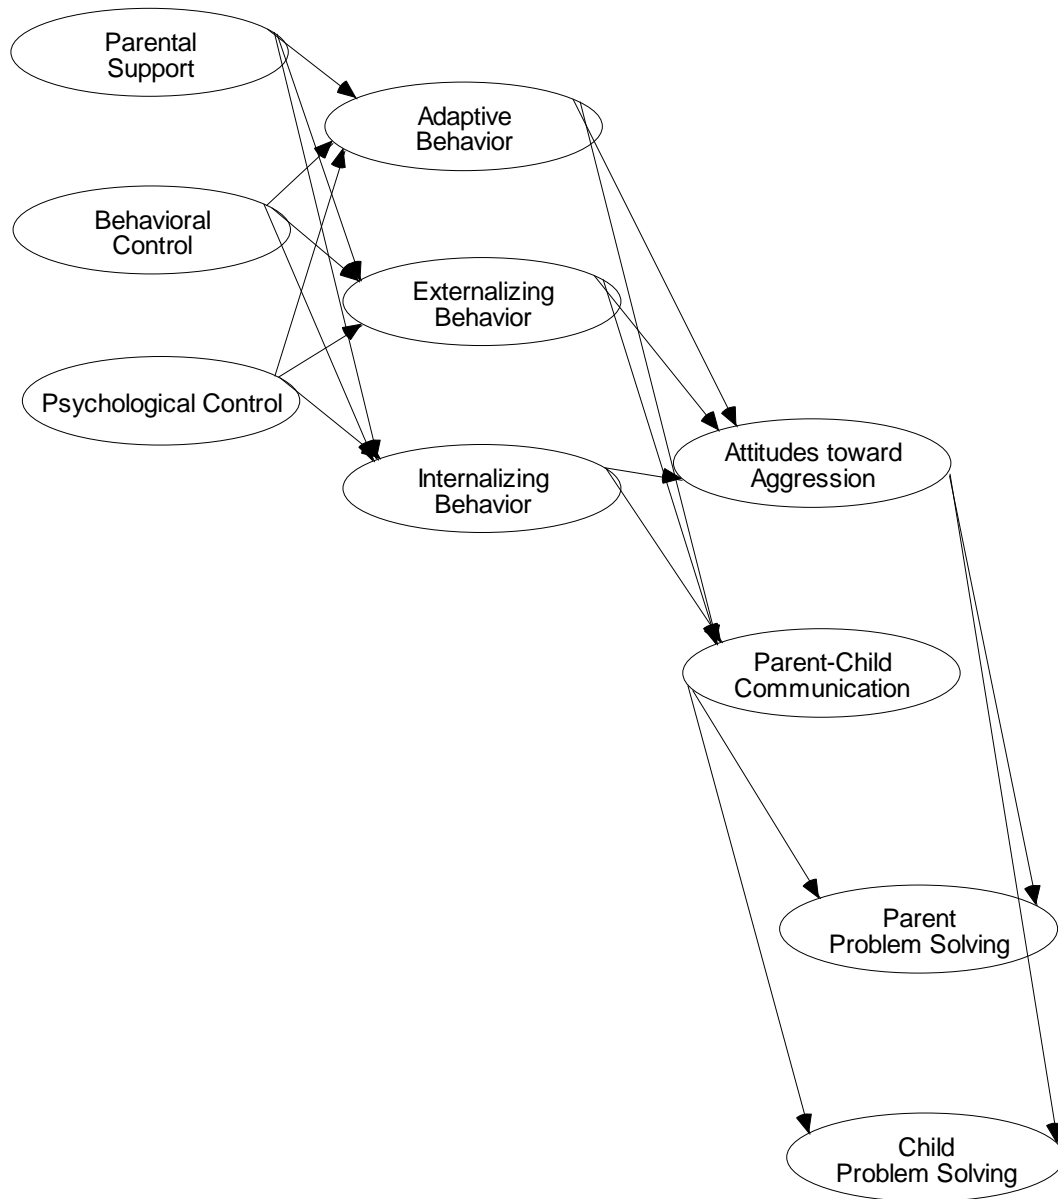 Parental
Support
Adaptive
Behavior
Behavioral
Control
Externalizing
Behavior
Psychological Control
Internalizing
Behavior
Attitudes toward
Aggression
Parent-Child
Communication
Parent
Problem Solving
Child
Problem Solving